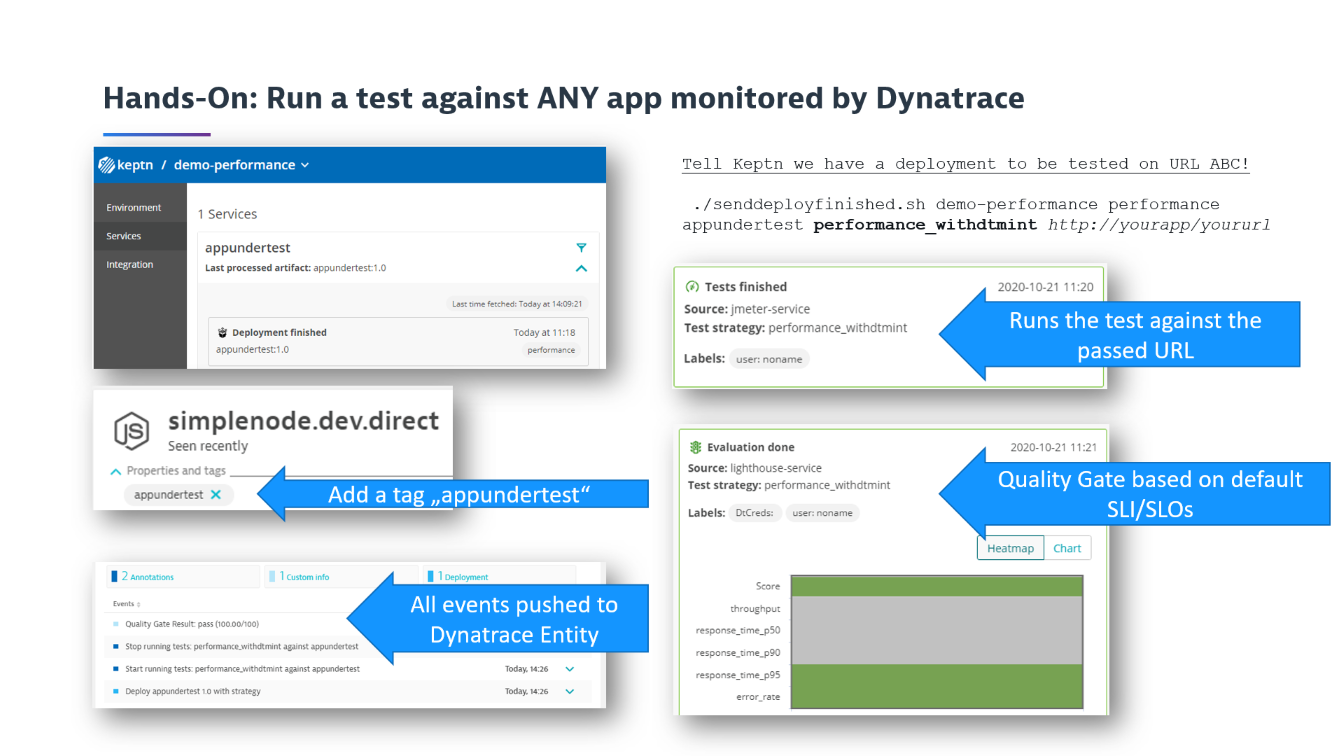 Hands-On: Run a test against ANY app monitored by Dynatrace
keptn / demo-performance
Environment
Services
Integration
1 Services
appundertest
Last processed artifact: appundertest:1.0
Last time fetched: Today at 14:09:21
Deployment finished
Today at 11:18
appundertest:1.0
performance
JS
simplenode.dev.direct
Seen recently
Properties and tags
appundertest
Add a tag „appundertest“
2 Annotations
1 Custom info
1 Deployment
Events
Quality Gate Result: pass (100.00/100)
Stop running tests: performance_withdtmint against appundertest
Start running tests: performance_withdtmint against appundertest
Today, 14:26
Deploy appundertest 1.0 with strategy
Today, 14:26
All events pushed to
Dynatrace Entity
Tell Keptn we have a deployment to be tested on URL ABC!
./senddeployfinished.sh demo-performance performance
appundertest performance_withdtmint http://yourapp/yoururl
Tests finished
2020-10-21 11:20
Source: jmeter-service
Test strategy: performance_withdtmint
Labels: user: noname
Runs the test against the
passed URL
Evaluation done
2020-10-21 11:21
Source: lighthouse-service
Test strategy: performance_withdtmint
Labels: DtCreds: user: noname
Quality Gate based on default
SLI/SLOs
Heatmap Chart
Score
throughput
response_time_p50
response_time_p90
response_time_p95
error_rate